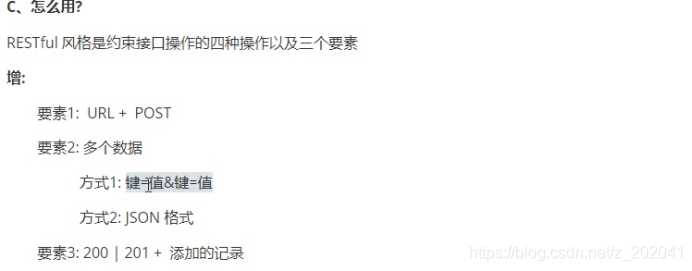 C、怎么用?
RESTful 风格是约束接口操作的四种操作以及三个要素
增:
要素1: URL + POST
要素2: 多个数据
方式1: 键=值&键=值
方式2: JSON 格式
要素3: 200 | 201 + 添加的记录
https://blog.csdn.net/z_202041